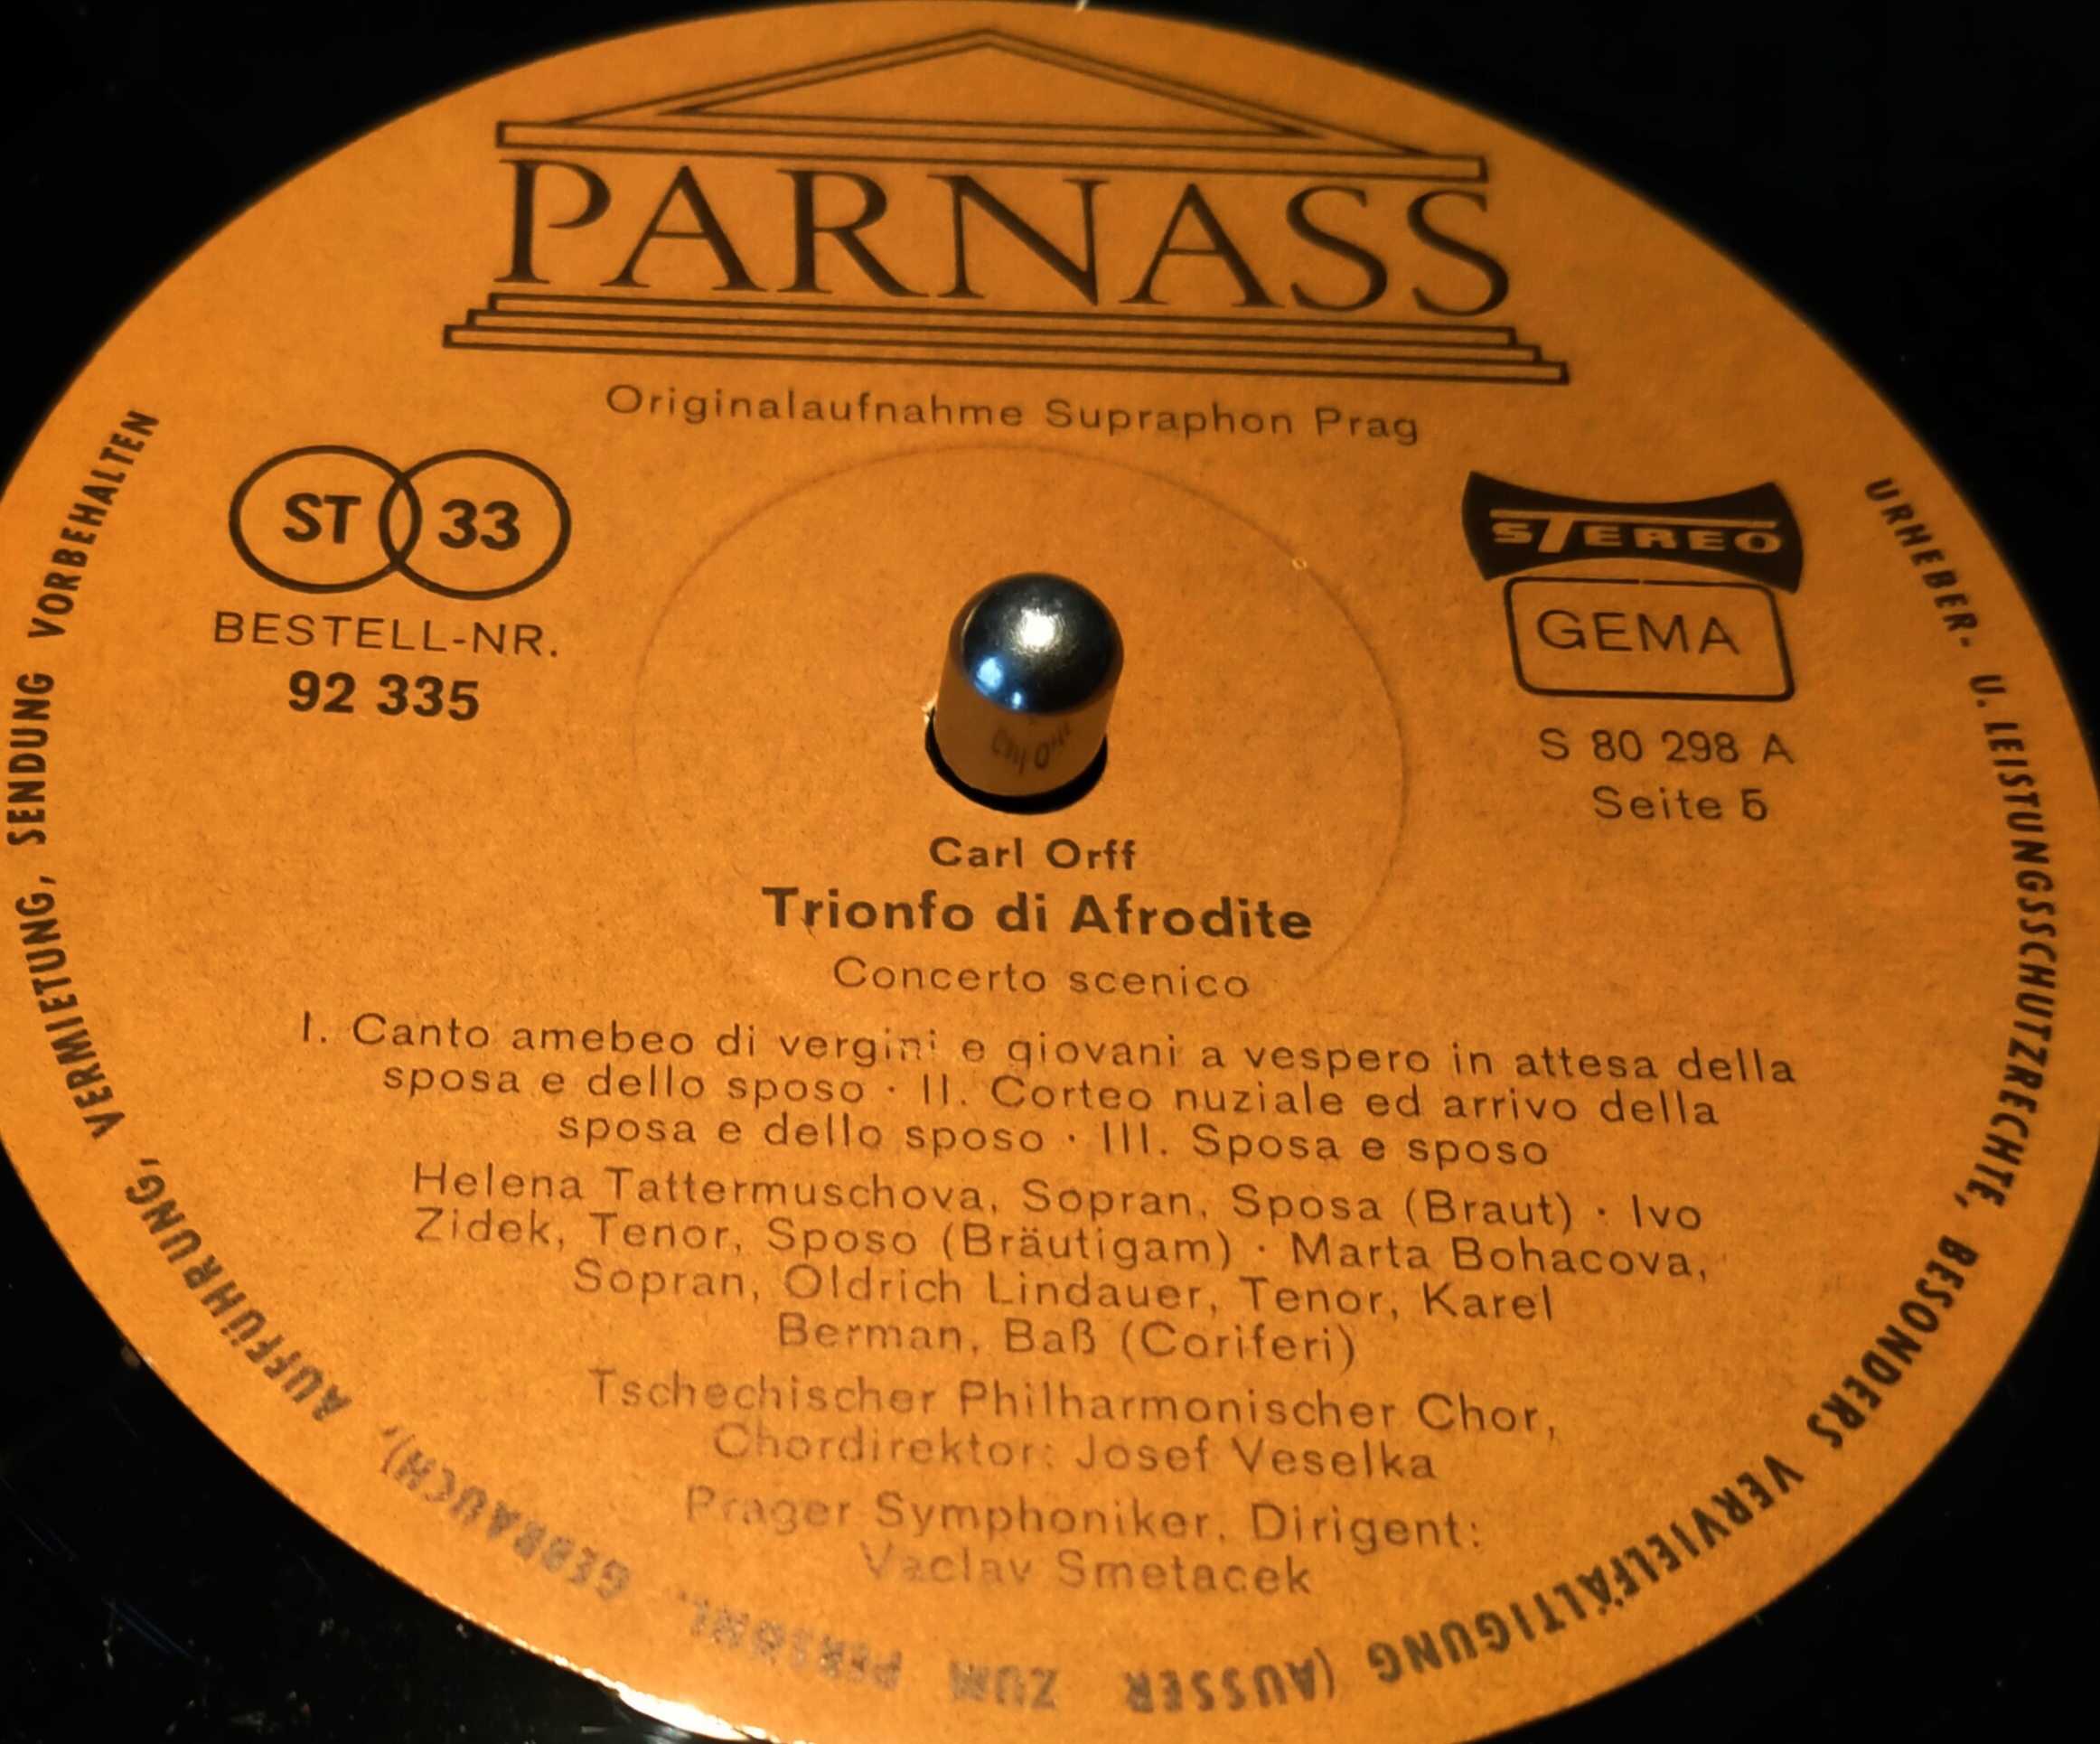 PARNASS
Originalaufnahme Supraphon Prag
ST 33
BESTELL-NR.
92 335
STEREO
GEMA
S 80 298 A
Seite 5
Carl Orff
Trionfo di Afrodite
Concerto scenico
I. Canto amebeo di vergini e giovani a vespero in attesa della
sposa e dello sposo · II. Corteo nuziale ed arrivo della
sposa e dello sposo · III. Sposa e sposo
Helena Tattermuschova, Sopran, Sposa (Braut) · Ivo
Zidek, Tenor, Sposo (Bräutigam) · Marta Bohacova,
Sopran, Oldrich Lindauer, Tenor, Karel
Berman, Baß (Coriferi)
Tschechischer Philharmonischer Chor,
Chordirektor: Josef Veselka
Prager Symphoniker, Dirigent:
Vaclav Smetacek
URHEBER- U. LEISTUNGSSCHUTZRECHTE, BESONDERS VERVIELFÄLTIGUNG (AUSSER ZUM PERSÖNL. GEBRAUCH), AUFFÜHRUNG, VERMIETUNG, SENDUNG VORBEHALTEN